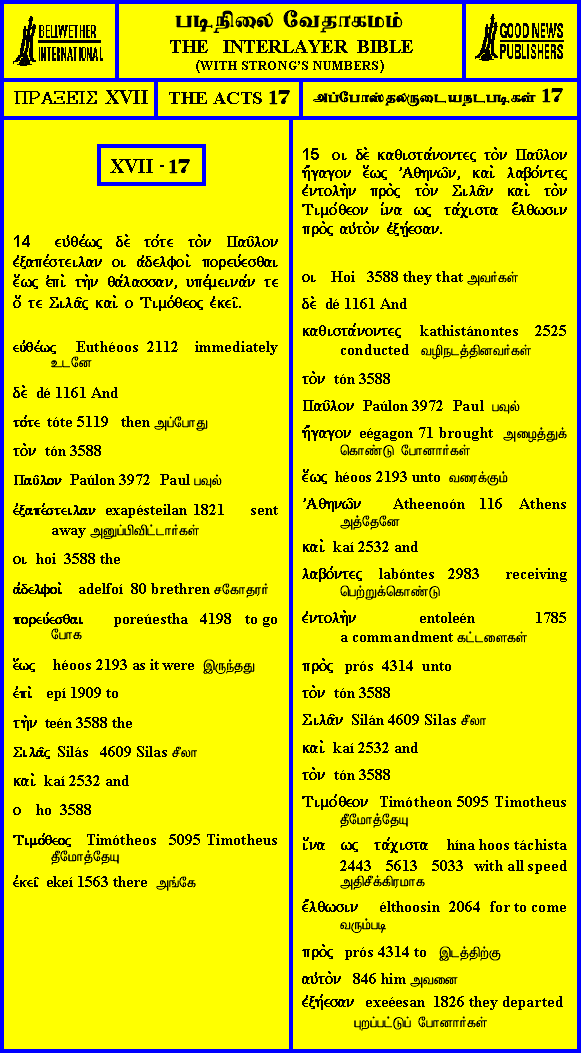 BELLWETHER
INTERNATIONAL
படிநிலை வேதாகமம்
THE INTERLAYER BIBLE
(WITH STRONG'S NUMBERS)
GOOD NEWS
PUBLISHERS
ΠΡΑΞΕΙΣ XVII
THE ACTS 17
அப்போஸ்தலருடையநடபடிகள் 17
XVII - 17
14 εὐθέως δὲ τότε τὸν Παῦλον
ἐξαπέστειλαν οι ἀδελφοὶ πορεύεσθαι
ἕως ἐπὶ τὴν θάλασσαν, υπέμεινάν τε
ὅ τε Σιλᾶς καὶ ο Τιμόθεος ἐκεῖ.
εὐθέως Euthéoos 2112 immediately
உடனே
δὲ dé 1161 And
τότε tóte 5119 then அப்போது
τὸν tón 3588
Παῦλον Paúlon 3972 Paul பவுல்
ἐξαπέστειλαν exapésteilan 1821 sent
away அனுப்பிவிட்டார்கள்
οι hoi 3588 the
ἀδελφοὶ adelfoí 80 brethren சகோதரர்
πορεύεσθαι poreúestha 4198 to go
போக
ἕως héoos 2193 as it were இருந்தது
ἐπὶ epí 1909 to
τὴν teén 3588 the
Σιλᾶς Silás 4609 Silas சீலா
καὶ kaí 2532 and
ο ho 3588
Τιμόθεος Timótheos 5095 Timotheus
தீமோத்தேயு
ἐκεῖ ekeí 1563 there அங்கே
15 οι δὲ καθιστάνοντες τὸν Παῦλον
ἤγαγον ἕως Ἀθηνῶν, καὶ λαβόντες
ἐντολὴν πρὸς τὸν Σιλᾶν καὶ τὸν
Τιμόθεον ίνα ως τάχιστα ἔλθωσιν
πρὸς αὐτὸν ἐξῄεσαν.
οι Hoi 3588 they that அவர்கள்
δὲ dé 1161 And
καθιστάνοντες kathistánontes 2525
conducted வழிநடத்தினவர்கள்
τὸν tón 3588
Παῦλον Paúlon 3972 Paul பவுல்
ἤγαγον eégagon 71 brought அழைத்துக்
கொண்டு போனார்கள்
ἕως héoos 2193 unto வரைக்கும்
Ἀθηνῶν Atheenoón 116 Athens
அத்தேனே
καὶ kaí 2532 and
λαβόντες labóntes 2983 receiving
பெற்றுக்கொண்டு
ἐντολὴν entoleén 1785
a commandment கட்டளைகள்
πρὸς prós 4314 unto
τὸν tón 3588
Σιλᾶν Silán 4609 Silas சீலா
καὶ kaí 2532 and
τὸν tón 3588
Τιμόθεον Timótheon 5095 Timotheus
தீமோத்தேயு
ἵνα ως τάχιστα hína hoos táchista
2443 5613 5033 with all speed
அதிசீக்கிரமாக
ἔλθωσιν élthoosin 2064 for to come
வரும்படி
πρὸς prós 4314 to இடத்திற்கு
αὐτὸν 846 him அவனை
ἐξῄεσαν exeéesan 1826 they departed
புறப்பட்டுப் போனார்கள்